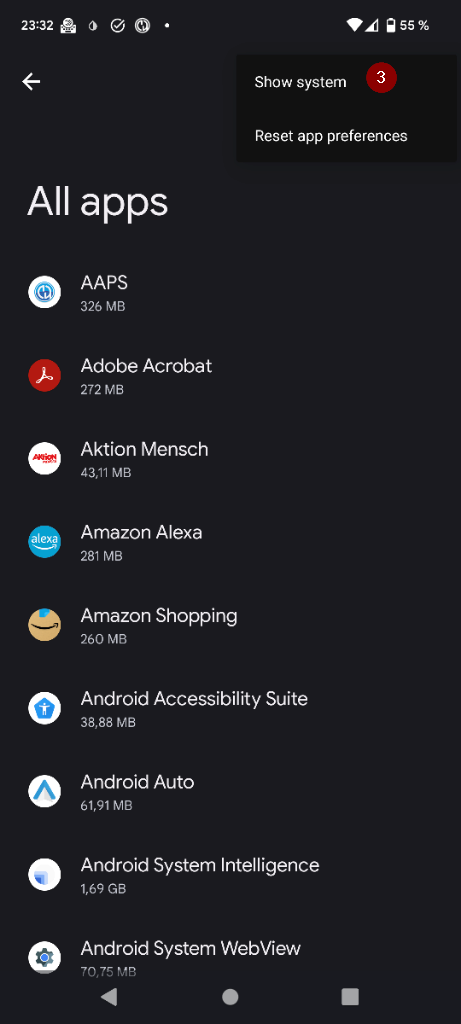 23:32 55 %
Show system 3
Reset app preferences
All apps
AAPS
326 MB
Adobe Acrobat
272 MB
AKTION
Aktion Mensch
43,11 MB
alexa
Amazon Alexa
281 MB
Amazon Shopping
260 MB
Android Accessibility Suite
38,88 MB
Android Auto
61,91 MB
Android System Intelligence
1,69 GB
Android System WebView
70,75 MB